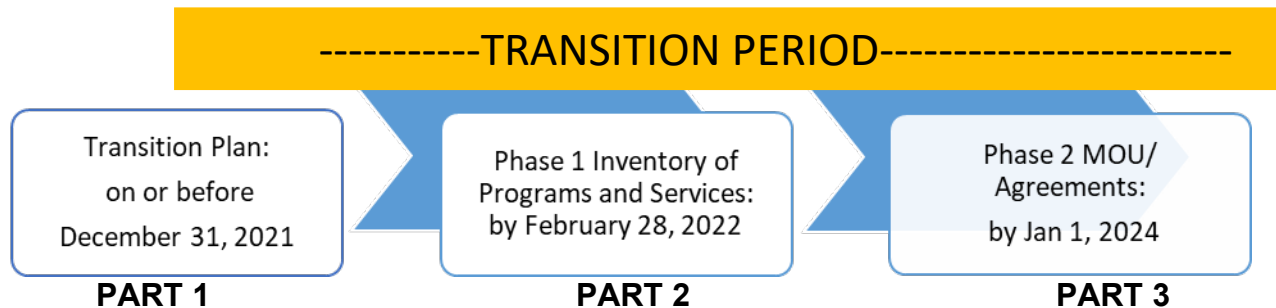 -----------TRANSITION PERIOD------------------------
Transition Plan:
on or before
December 31, 2021
Phase 1 Inventory of
Programs and Services:
by February 28, 2022
Phase 2 MOU/
Agreements:
by Jan 1, 2024
PART 1
PART 2
PART 3